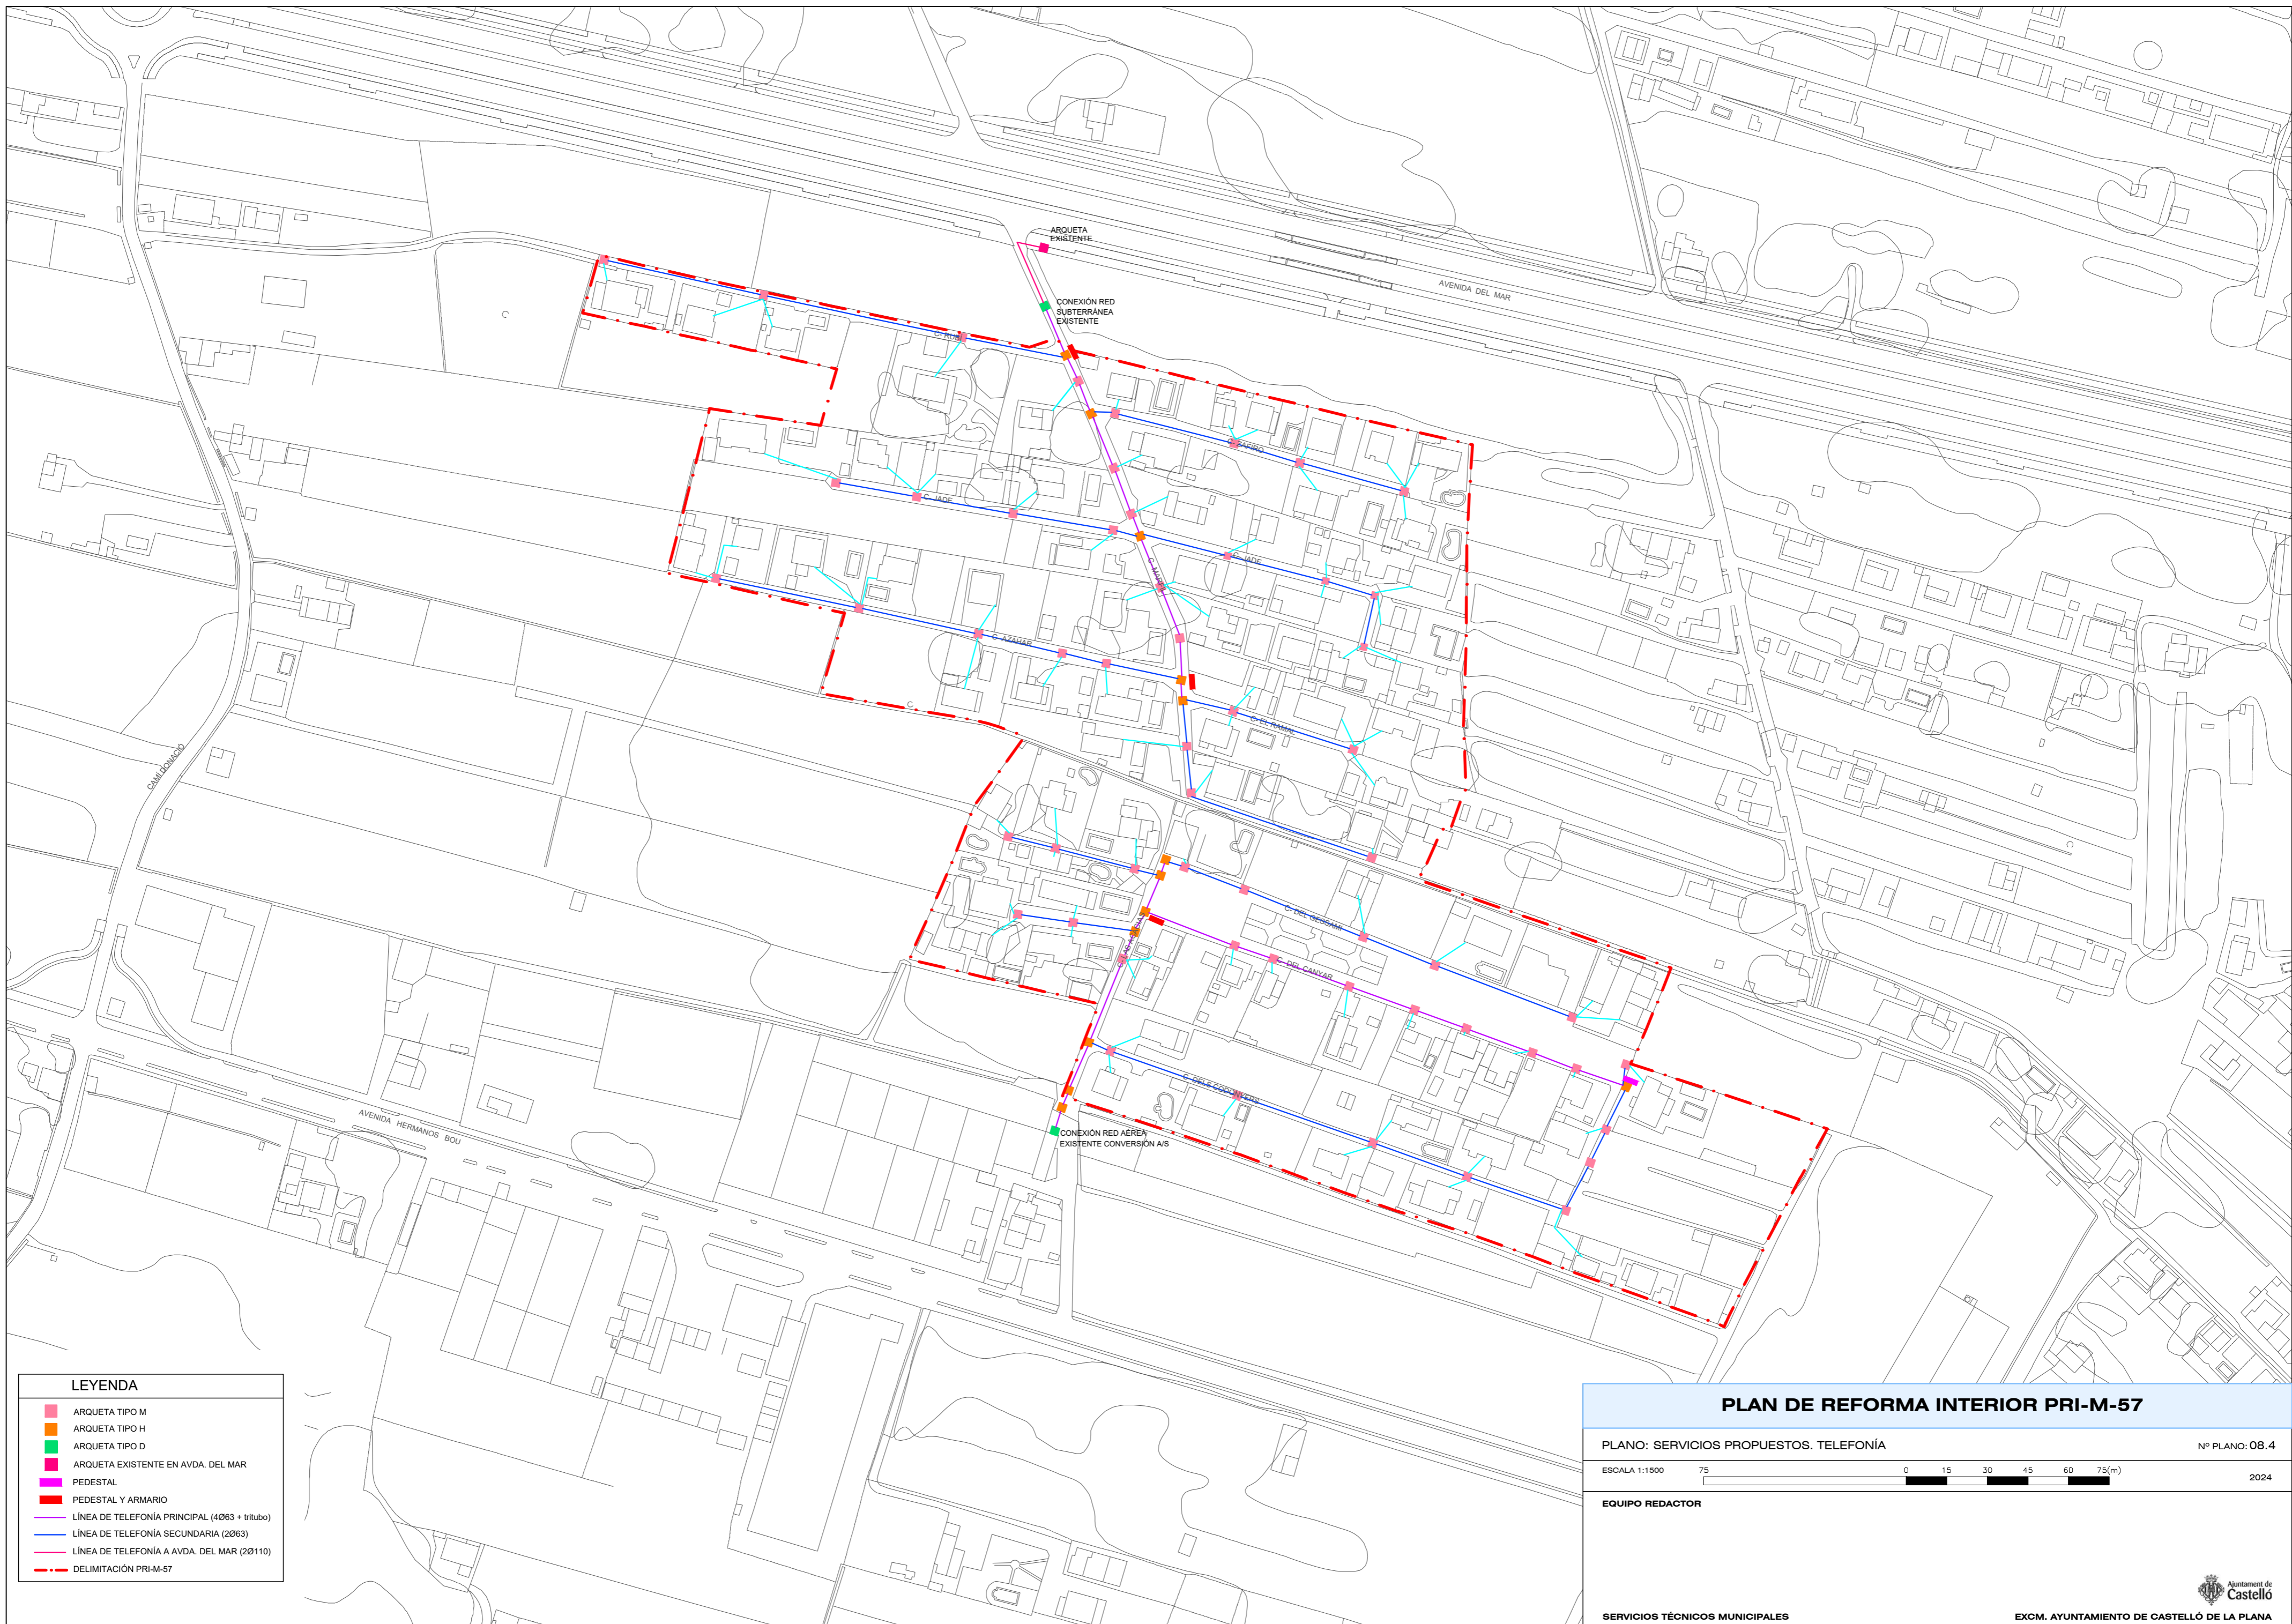 ARQUETA
EXISTENTE
CONEXIÓN RED
SUBTERRÁNEA
EXISTENTE
AVENIDA DEL MAR
C- RUBÍ
C- ZAFIRO
C- JADE
C- JADE
C- AZAHAR
C- EL RAMAL
CAMÍ DONACIÓ
C- DEL GESSAMÍ
C- DEL CANYAR
CONEXIÓN RED AÉREA
EXISTENTE CONVERSIÓN A/S
AVENIDA HERMANOS BOU
LEYENDA
ARQUETA TIPO M
ARQUETA TIPO H
ARQUETA TIPO D
ARQUETA EXISTENTE EN AVDA. DEL MAR
PEDESTAL
PEDESTAL Y ARMARIO
LÍNEA DE TELEFONÍA PRINCIPAL (4Ø63 + tritubo)
LÍNEA DE TELEFONÍA SECUNDARIA (2Ø63)
LÍNEA DE TELEFONÍA A AVDA. DEL MAR (2Ø110)
DELIMITACIÓN PRI-M-57
PLAN DE REFORMA INTERIOR PRI-M-57
PLANO: SERVICIOS PROPUESTOS. TELEFONÍA Nº PLANO: 08.4
ESCALA 1:1500 75 0 15 30 45 60 75(m) 2024
EQUIPO REDACTOR
Ajuntament de
Castelló
SERVICIOS TÉCNICOS MUNICIPALES EXCM. AYUNTAMIENTO DE CASTELLÓ DE LA PLANA